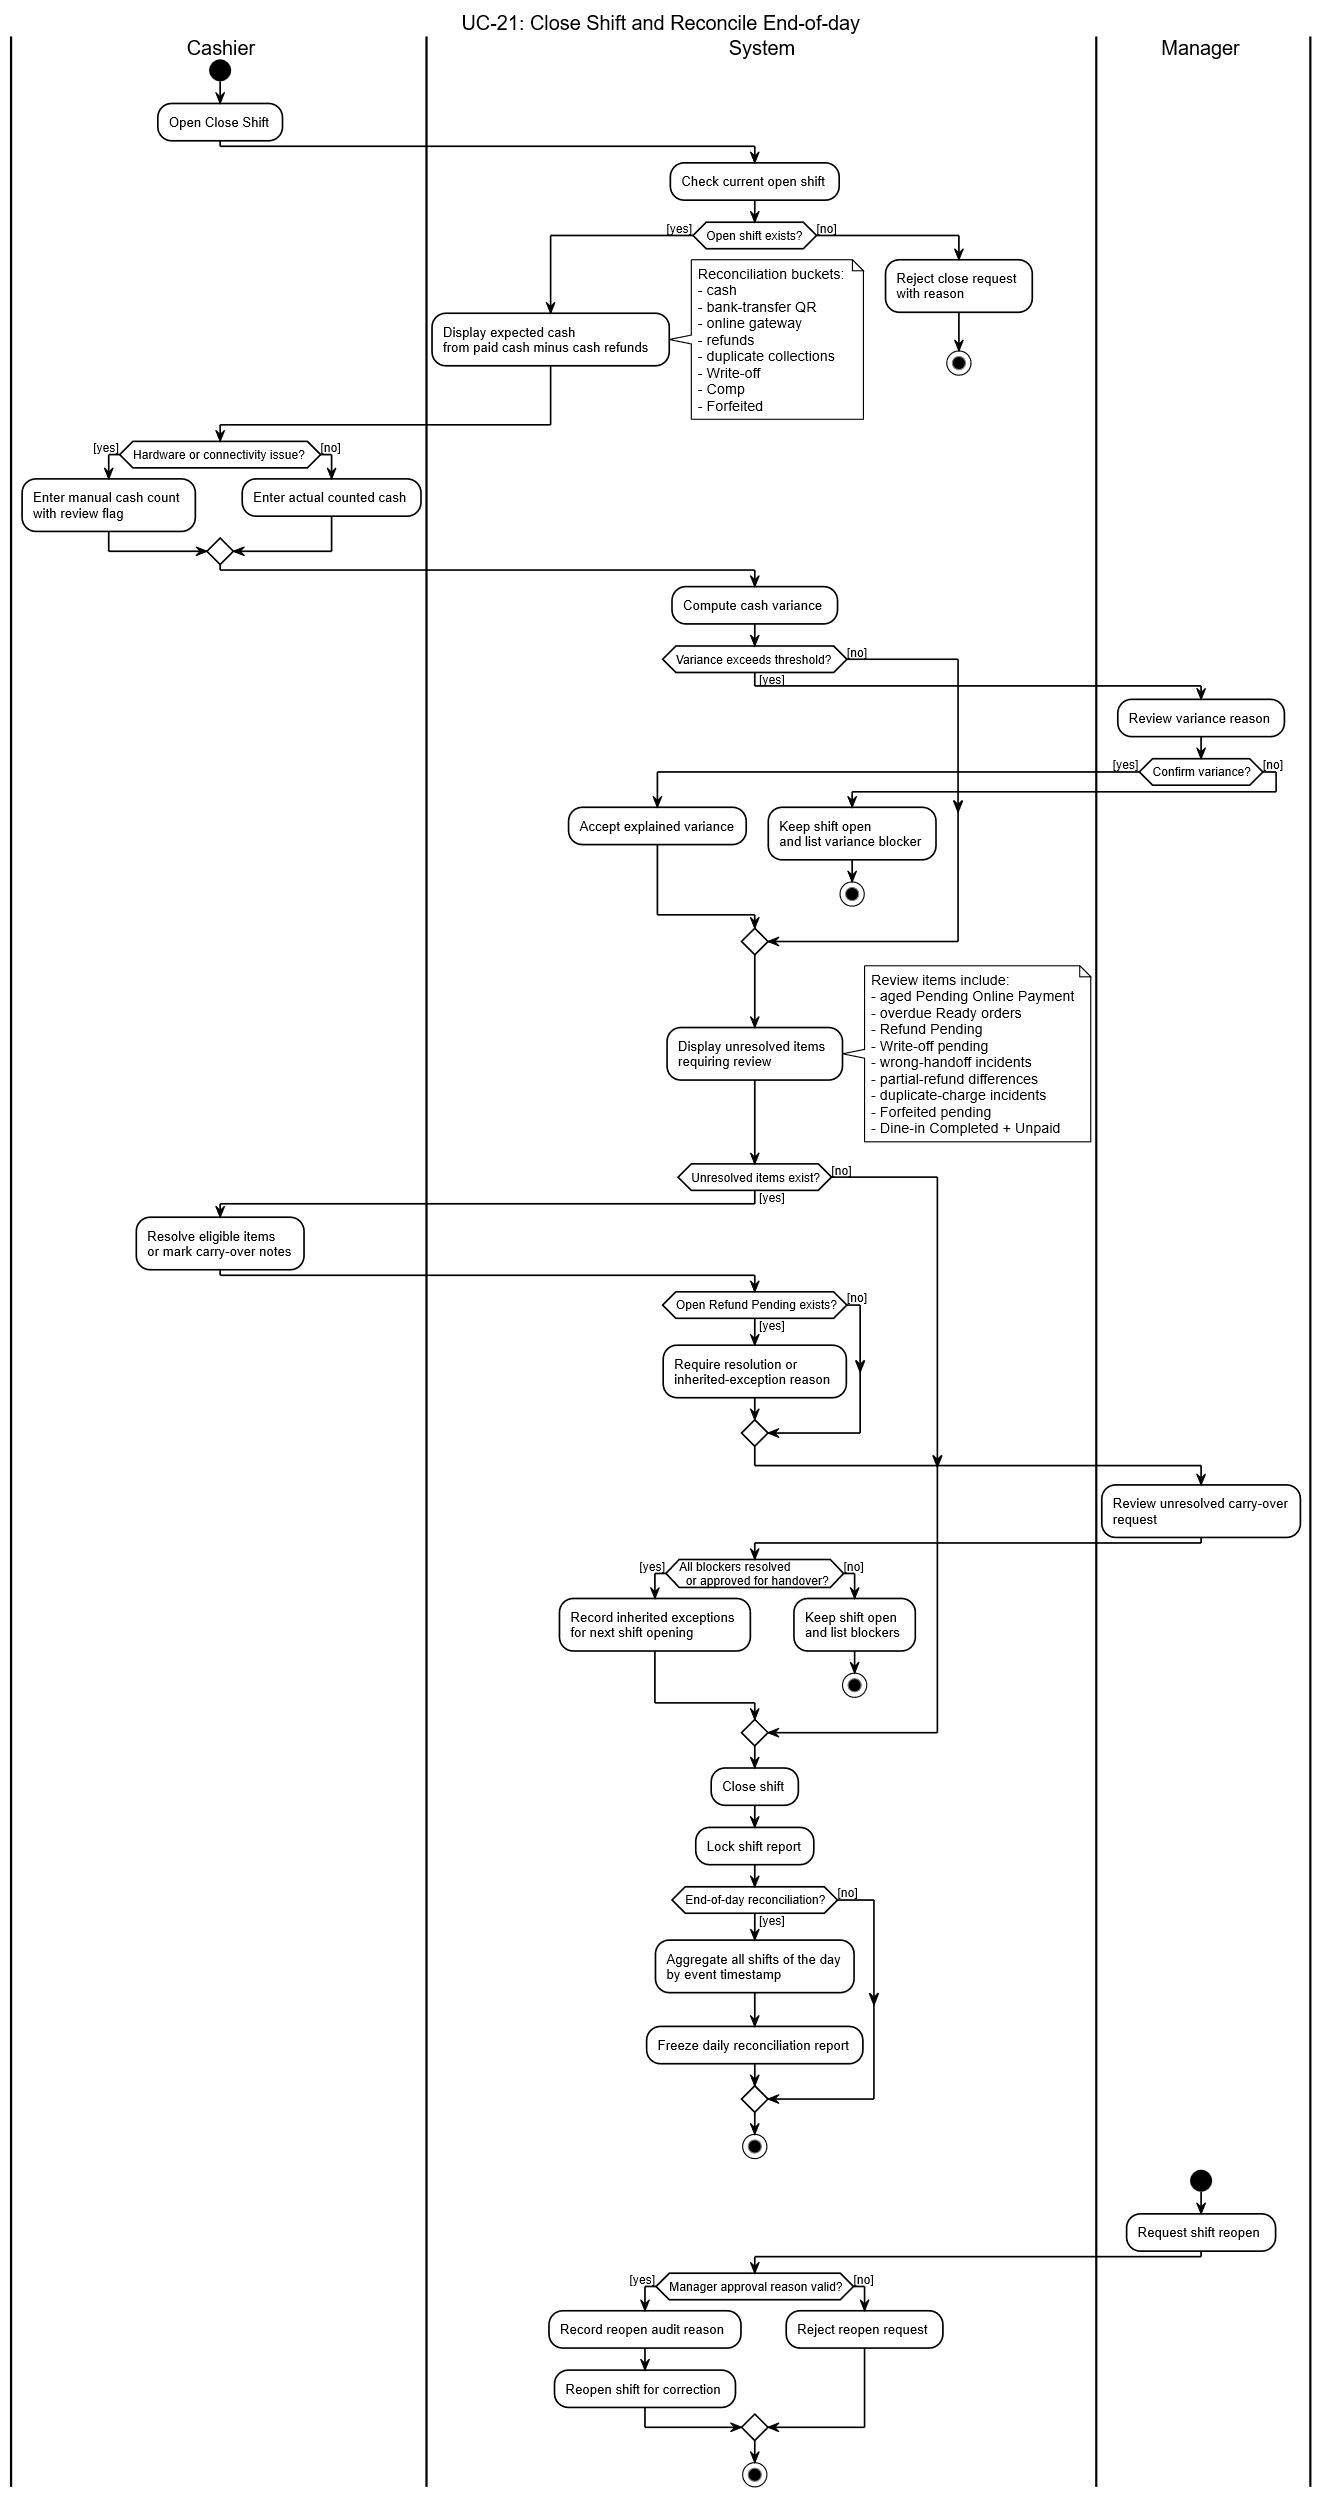 UC-21: Close Shift and Reconcile End-of-day
Cashier
System
Manager
Open Close Shift
Check current open shift
[yes]
Open shift exists?
[no]
Reconciliation buckets:
- cash
- bank-transfer QR
- online gateway
- refunds
- duplicate collections
- Write-off
- Comp
- Forfeited
Reject close request
with reason
Display expected cash
from paid cash minus cash refunds
[yes]
Hardware or connectivity issue?
[no]
Enter manual cash count
with review flag
Enter actual counted cash
Compute cash variance
Variance exceeds threshold?
[no]
[yes]
Review variance reason
[yes]
Confirm variance?
[no]
Accept explained variance
Keep shift open
and list variance blocker
Review items include:
- aged Pending Online Payment
- overdue Ready orders
- Refund Pending
- Write-off pending
- wrong-handoff incidents
- partial-refund differences
- duplicate-charge incidents
- Forfeited pending
- Dine-in Completed + Unpaid
Display unresolved items
requiring review
Unresolved items exist?
[no]
[yes]
Resolve eligible items
or mark carry-over notes
Open Refund Pending exists?
[no]
[yes]
Require resolution or
inherited-exception reason
Review unresolved carry-over
request
[yes]
All blockers resolved
or approved for handover?
[no]
Record inherited exceptions
for next shift opening
Keep shift open
and list blockers
Close shift
Lock shift report
End-of-day reconciliation?
[no]
[yes]
Aggregate all shifts of the day
by event timestamp
Freeze daily reconciliation report
Request shift reopen
[yes]
Manager approval reason valid?
[no]
Record reopen audit reason
Reject reopen request
Reopen shift for correction